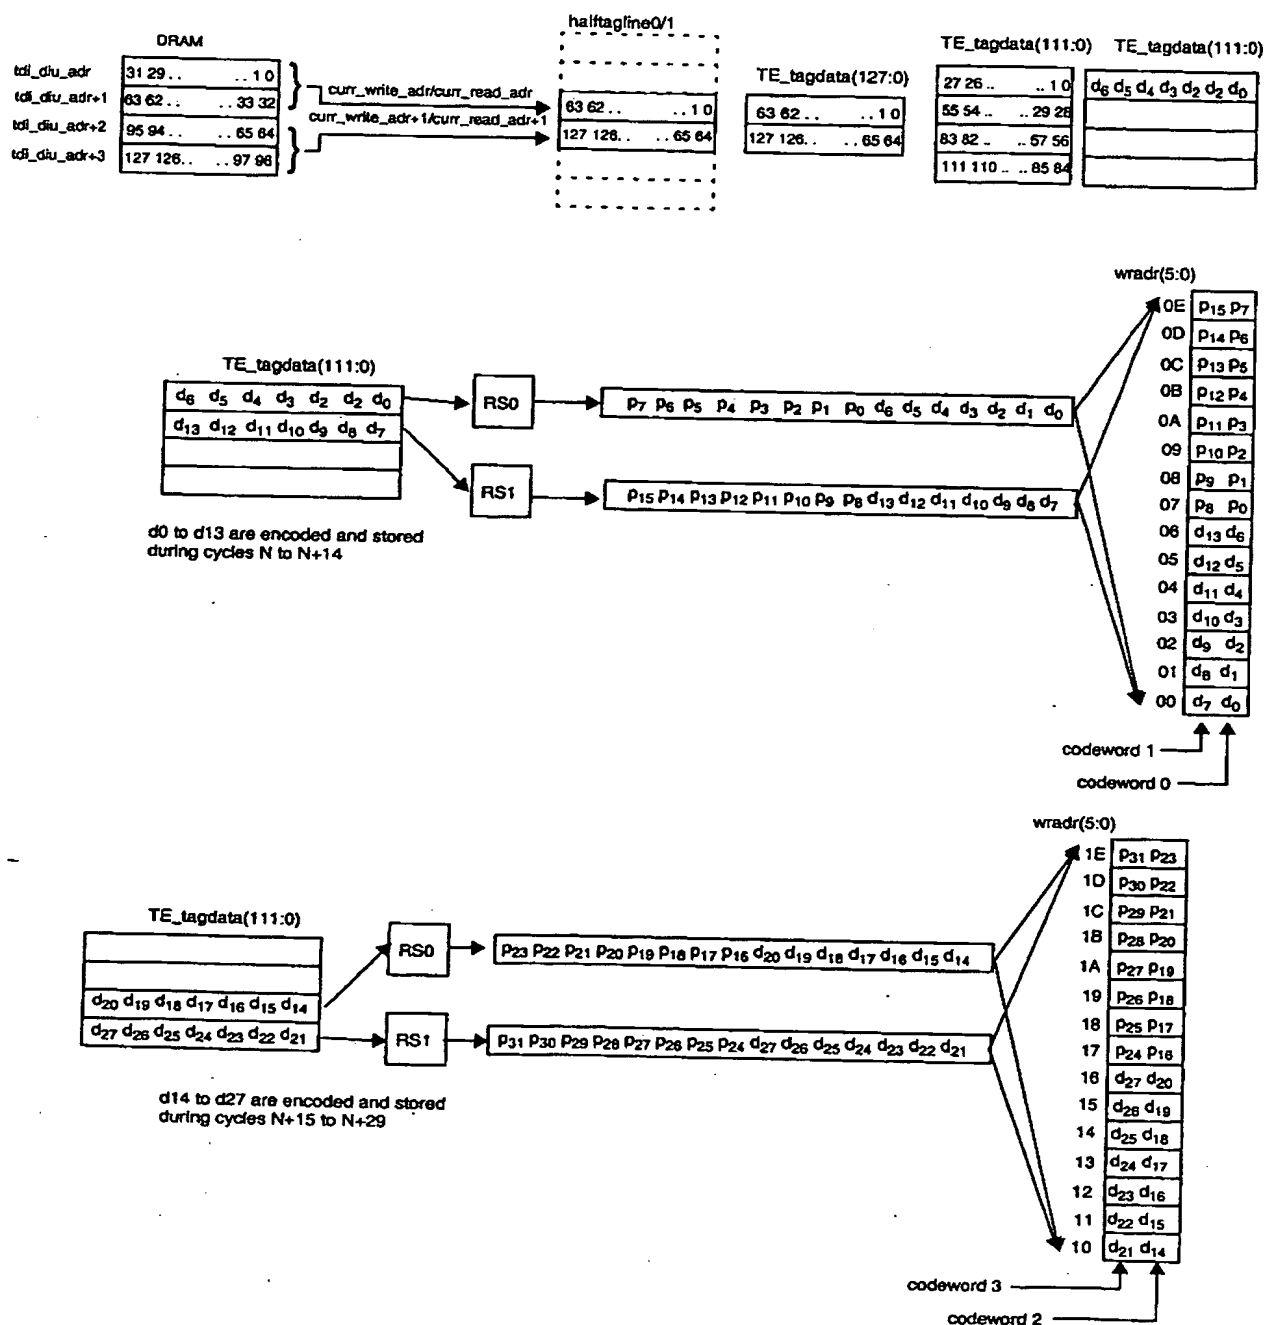 halftagline0/1
DRAM
TE_tagdata(111:0) TE_tagdata(111:0)
TE_tagdata(127:0)
tdi_diu_adr 31 29 . . . . 1 0
tdi_diu_adr+1 63 62 . . . . 33 32
tdi_diu_adr+2 95 94 . . . . 65 64
tdi_diu_adr+3 127 126. . . . 97 98
curr_write_adr/curr_read_adr
curr_write_adr+1/curr_read_adr+1
63 62 . . . . 1 0
127 126. . . . 65 64
63 62 . . . . 1 0
127 126. . . . 65 64
27 26 .. .. 1 0
55 54 .. .. 29 28
83 82 .. .. 57 56
111 110 .. .. 85 84
d6 d5 d4 d3 d2 d2 d0
wradr(5:0)
0E p15 p7
0D p14 p6
0C p13 p5
0B p12 p4
0A p11 p3
09 p10 p2
08 p9 p1
07 p8 p0
06 d13 d6
05 d12 d5
04 d11 d4
03 d10 d3
02 d9 d2
01 d8 d1
00 d7 d0
TE_tagdata(111:0)
d6 d5 d4 d3 d2 d2 d0
d13 d12 d11 d10 d9 d8 d7
RS0
p7 p6 p5 p4 p3 p2 p1 p0 d6 d5 d4 d3 d2 d1 d0
RS1
p15 p14 p13 p12 p11 p10 p9 p8 d13 d12 d11 d10 d9 d8 d7
d0 to d13 are encoded and stored
during cycles N to N+14
codeword 1
codeword 0
wradr(5:0)
1E p31 p23
1D p30 p22
1C p29 p21
1B p28 p20
1A p27 p19
19 p26 p18
18 p25 p17
17 p24 p16
16 d27 d20
15 d26 d19
14 d25 d18
13 d24 d17
12 d23 d16
11 d22 d15
10 d21 d14
TE_tagdata(111:0)
d20 d19 d18 d17 d16 d15 d14
d27 d26 d25 d24 d23 d22 d21
RS0
p23 p22 p21 p20 p19 p18 p17 p16 d20 d19 d18 d17 d16 d15 d14
RS1
p31 p30 p29 p28 p27 p26 p25 p24 d27 d26 d25 d24 d23 d22 d21
d14 to d27 are encoded and stored
during cycles N+15 to N+29
codeword 3
codeword 2